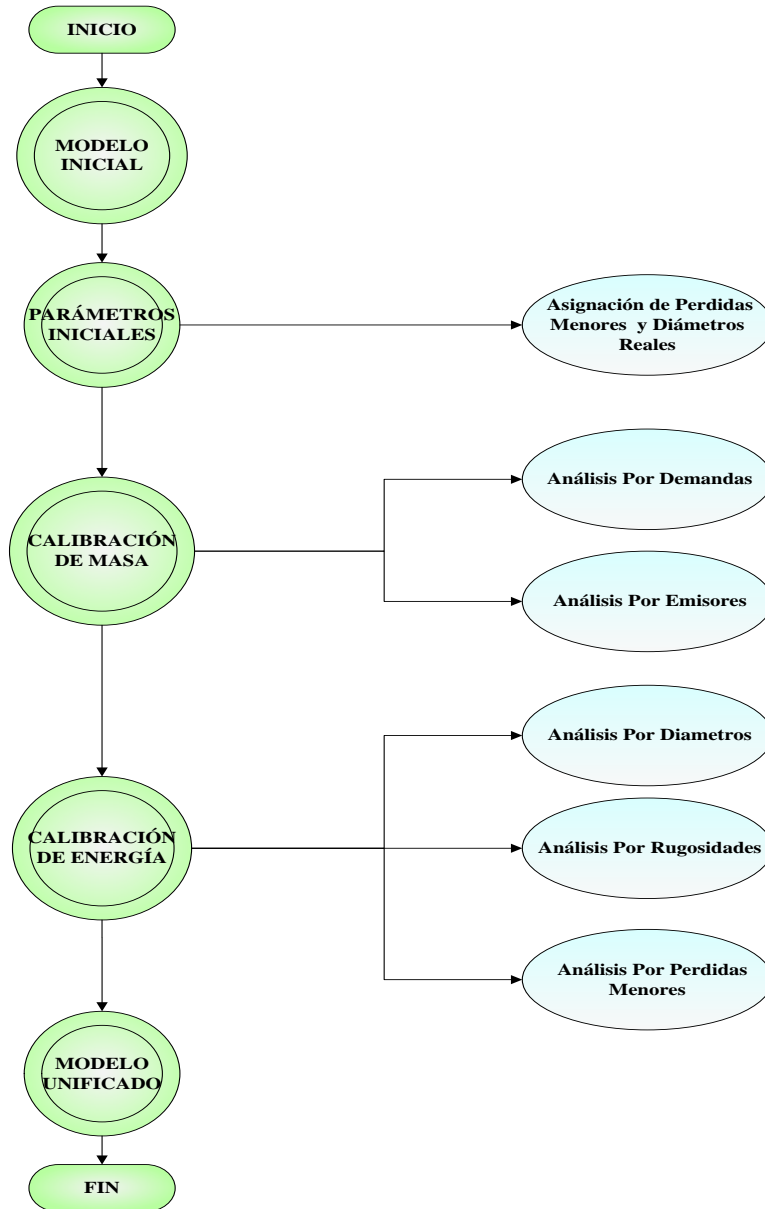 INICIO
MODELO
INICIAL
PARÁMETROS
INICIALES
Asignación de Perdidas
Menores y Diámetros
Reales
CALIBRACIÓN
DE MASA
Análisis Por Demandas
Análisis Por Emisores
CALIBRACIÓN
DE ENERGÍA
Análisis Por Diametros
Análisis Por Rugosidades
Análisis Por Perdidas
Menores
MODELO
UNIFICADO
FIN